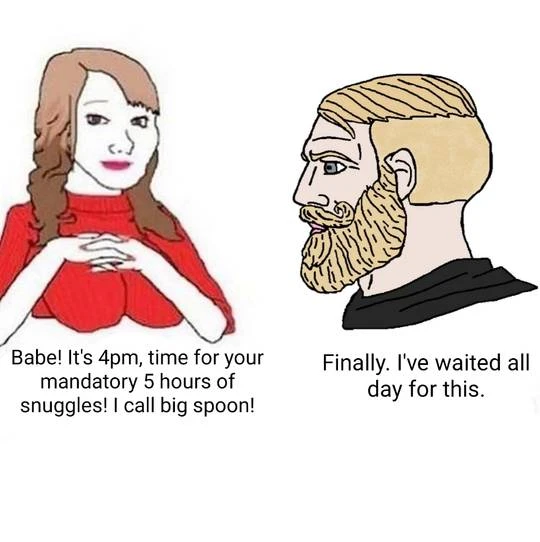 Babe! It's 4pm, time for your
mandatory 5 hours of
snuggles! I call big spoon!
Finally. I've waited all
day for this.